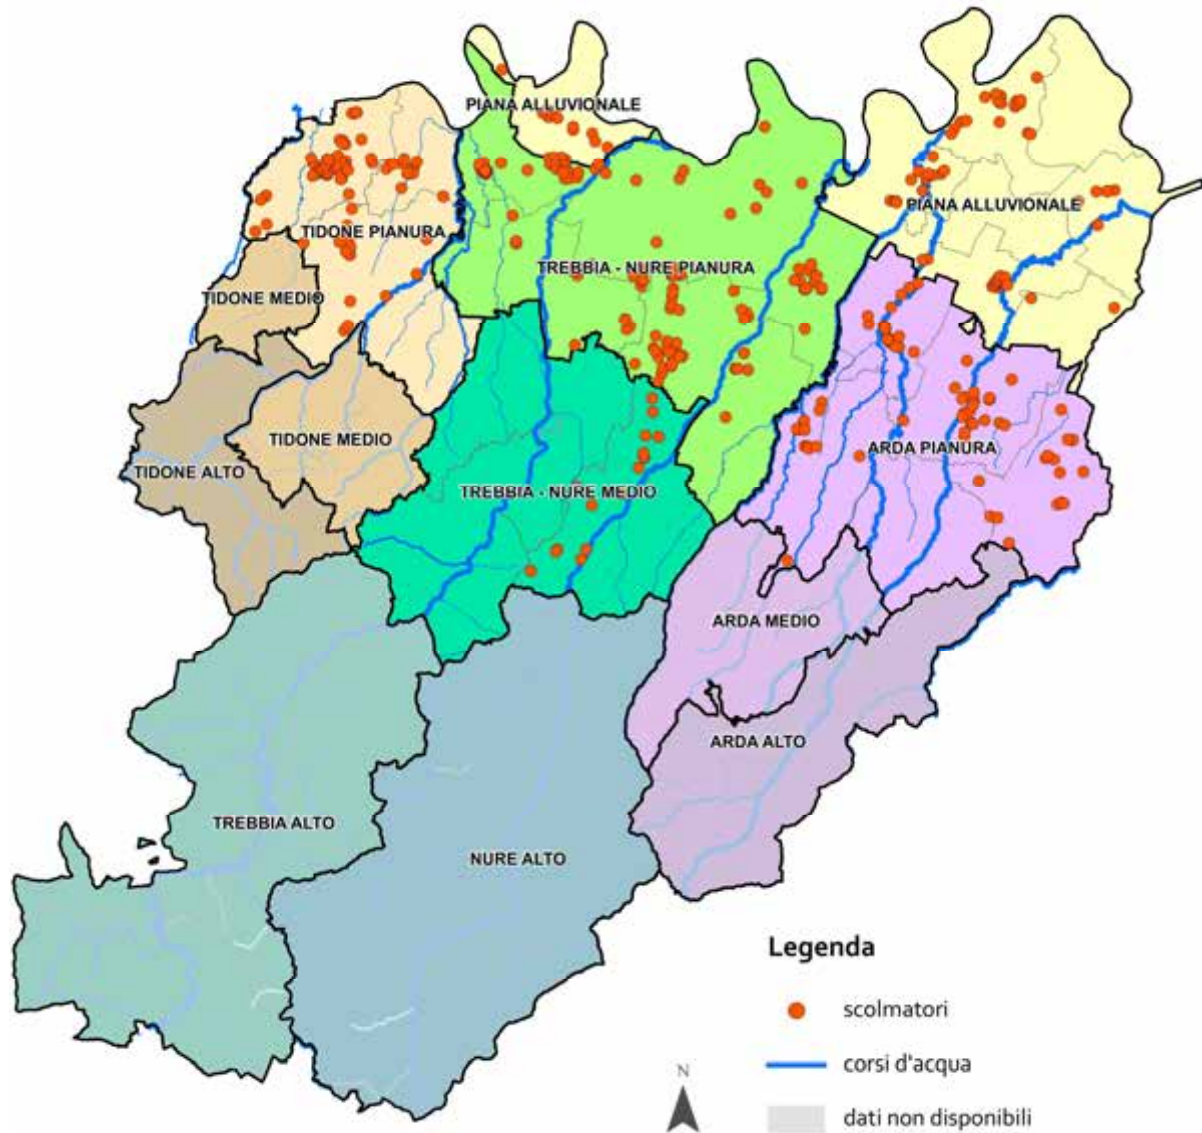 PIANA ALLUVIONALE
PIANA ALLUVIONALE
TIDONE PIANURA
TREBBIA - NURE PIANURA
TIDONE MEDIO
TIDONE MEDIO
ARDA PIANURA
TIDONE ALTO
TREBBIA - NURE MEDIO
ARDA MEDIO
ARDA ALTO
TREBBIA ALTO
NURE ALTO
Legenda
scolmatori
corsi d'acqua
N
dati non disponibili